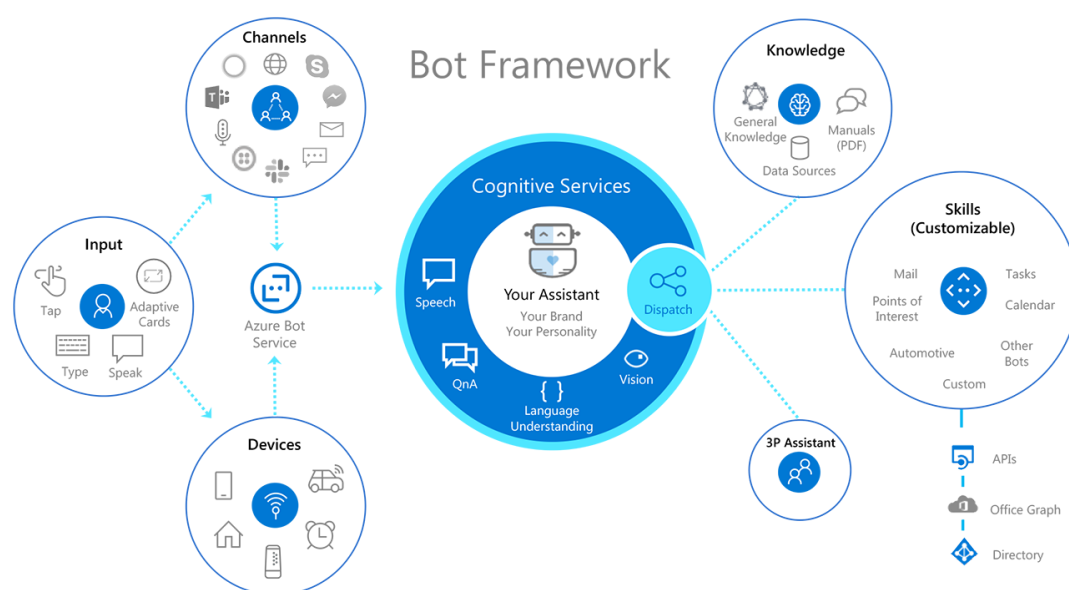 Bot Framework
Channels
Input
Tap
Adaptive
Cards
Type
Speak
Azure Bot
Service
Devices
Cognitive Services
Speech
QnA
{ }
Language
Understanding
Vision
Your Assistant
Your Brand
Your Personality
Dispatch
Knowledge
General
Knowledge
Manuals
(PDF)
Data Sources
Skills
(Customizable)
Mail
Tasks
Points of
Interest
Calendar
Automotive
Other
Bots
Custom
3P Assistant
APIs
Office Graph
Directory